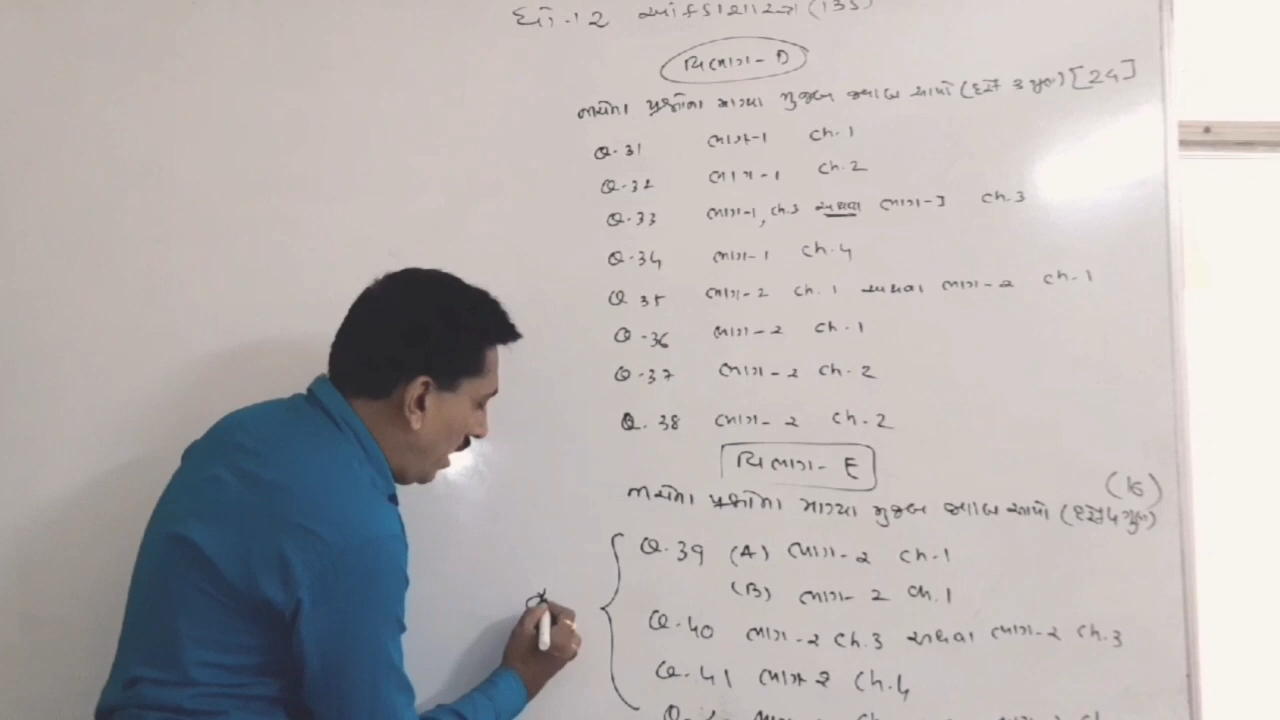 ધો-12 આંકડાશાસ્ત્ર (135)
વિભાગ - D
નીચેના પ્રશ્નોના માગ્યા મુજબ જવાબ આપો (દરેક 3 ગુણ) [24]
Q.31 ભાગ-1 ch.1
Q.32 ભાગ-1 ch.2
Q.33 ભાગ-1, ch.3 અથવા ભાગ-1 ch.3
Q.34 ભાગ-1 ch.4
Q 35 ભાગ-2 ch.1 અથવા ભાગ-2 ch-1
Q.36 ભાગ-2 ch.1
Q.37 ભાગ-2 ch.2
Q.38 ભાગ-2 ch.2
વિભાગ - E
(16)
નીચેના પ્રશ્નોના માગ્યા મુજબ જવાબ આપો (દરેક 4 ગુણ)
Q.39 (A) ભાગ-2 ch.1
(B) ભાગ-2 ch.1
Q.40 ભાગ-2 ch.3 અથવા ભાગ-2 ch.3
Q.41 ભાગ 2 ch.4